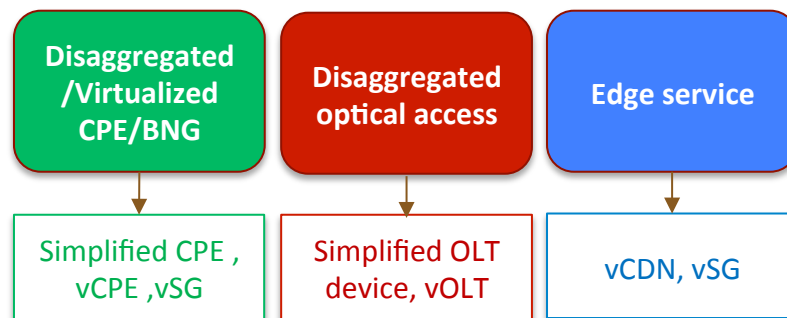 Disaggregated
/Virtualized
CPE/BNG
Disaggregated
optical access
Edge service
Simplified CPE ,
vCPE ,vSG
Simplified OLT
device, vOLT
vCDN, vSG